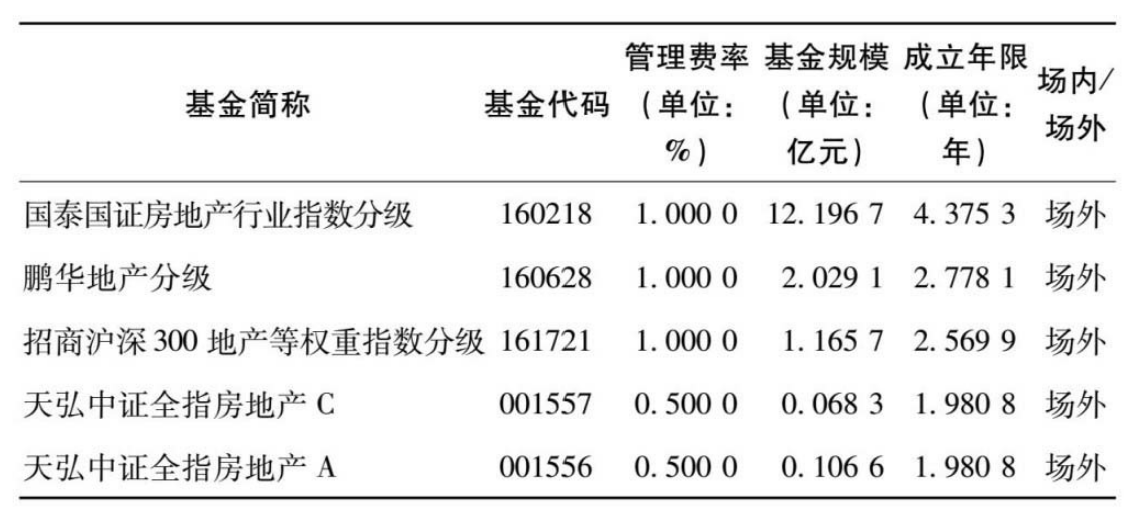 基金简称 基金代码 管理费率(单位:%) 基金规模(单位:亿元) 成立年限(单位:年) 场内/场外
国泰国证房地产行业指数分级 160218 1.000 0 12.196 7 4.375 3 场外
鹏华地产分级 160628 1.000 0 2.029 1 2.778 1 场外
招商沪深300 地产等权重指数分级 161721 1.000 0 1.165 7 2.569 9 场外
天弘中证全指房地产 C 001557 0.500 0 0.068 3 1.980 8 场外
天弘中证全指房地产 A 001556 0.500 0 0.106 6 1.980 8 场外